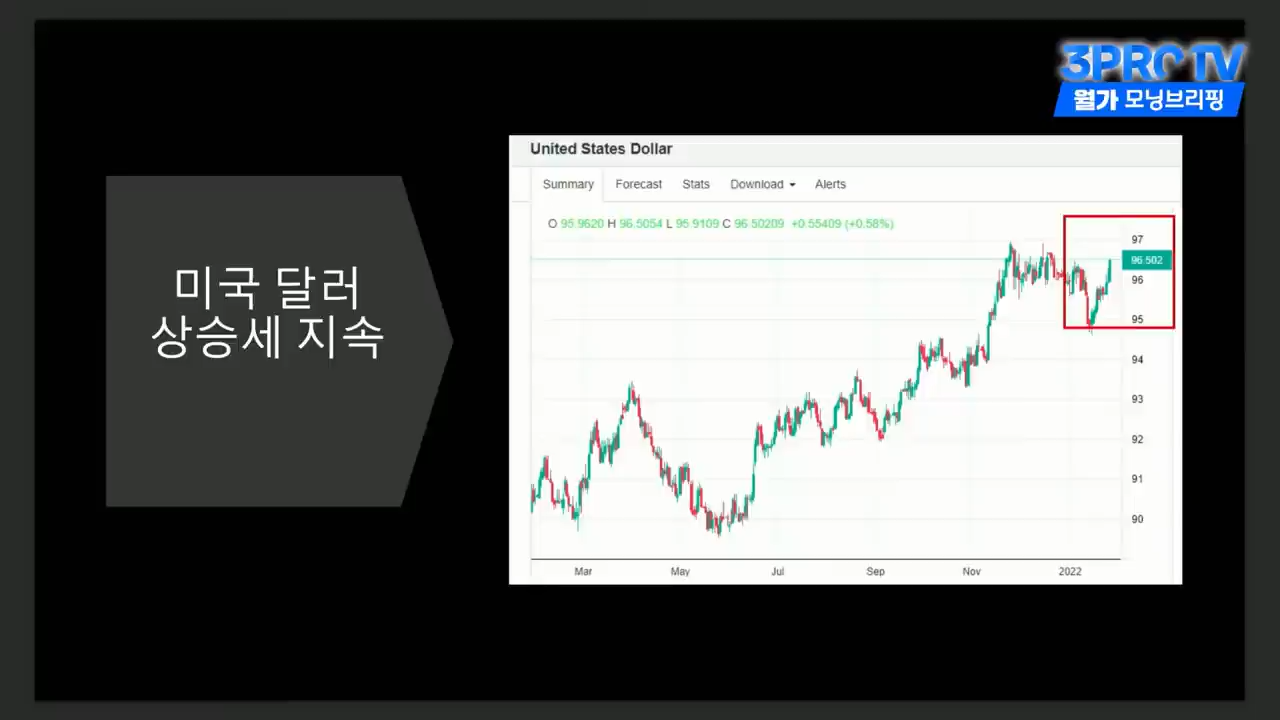 3PROTV
월가 모닝브리핑
미국 달러
상승세 지속
United States Dollar
Summary Forecast Stats Download Alerts
O 95.9620 H 96.5054 L 95.9109 C 96.50209 +0.55409 (+0.58%)
97
96.502
96
95
94
93
92
91
90
Mar May Jul Sep Nov 2022